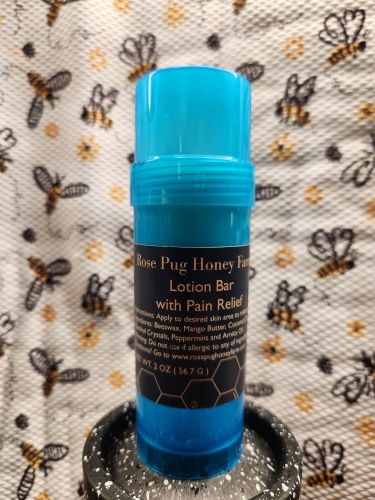 Rose Pug Honey Farm
Lotion Bar
with Pain Relief
Apply to desired skin area to
Beeswax, Mango Butter,
Crystals, Peppermint and Arnica Oil
Do not use if allergic to any of
Go to www.rosepughoney
WT. 2 OZ ( 56.7 G )